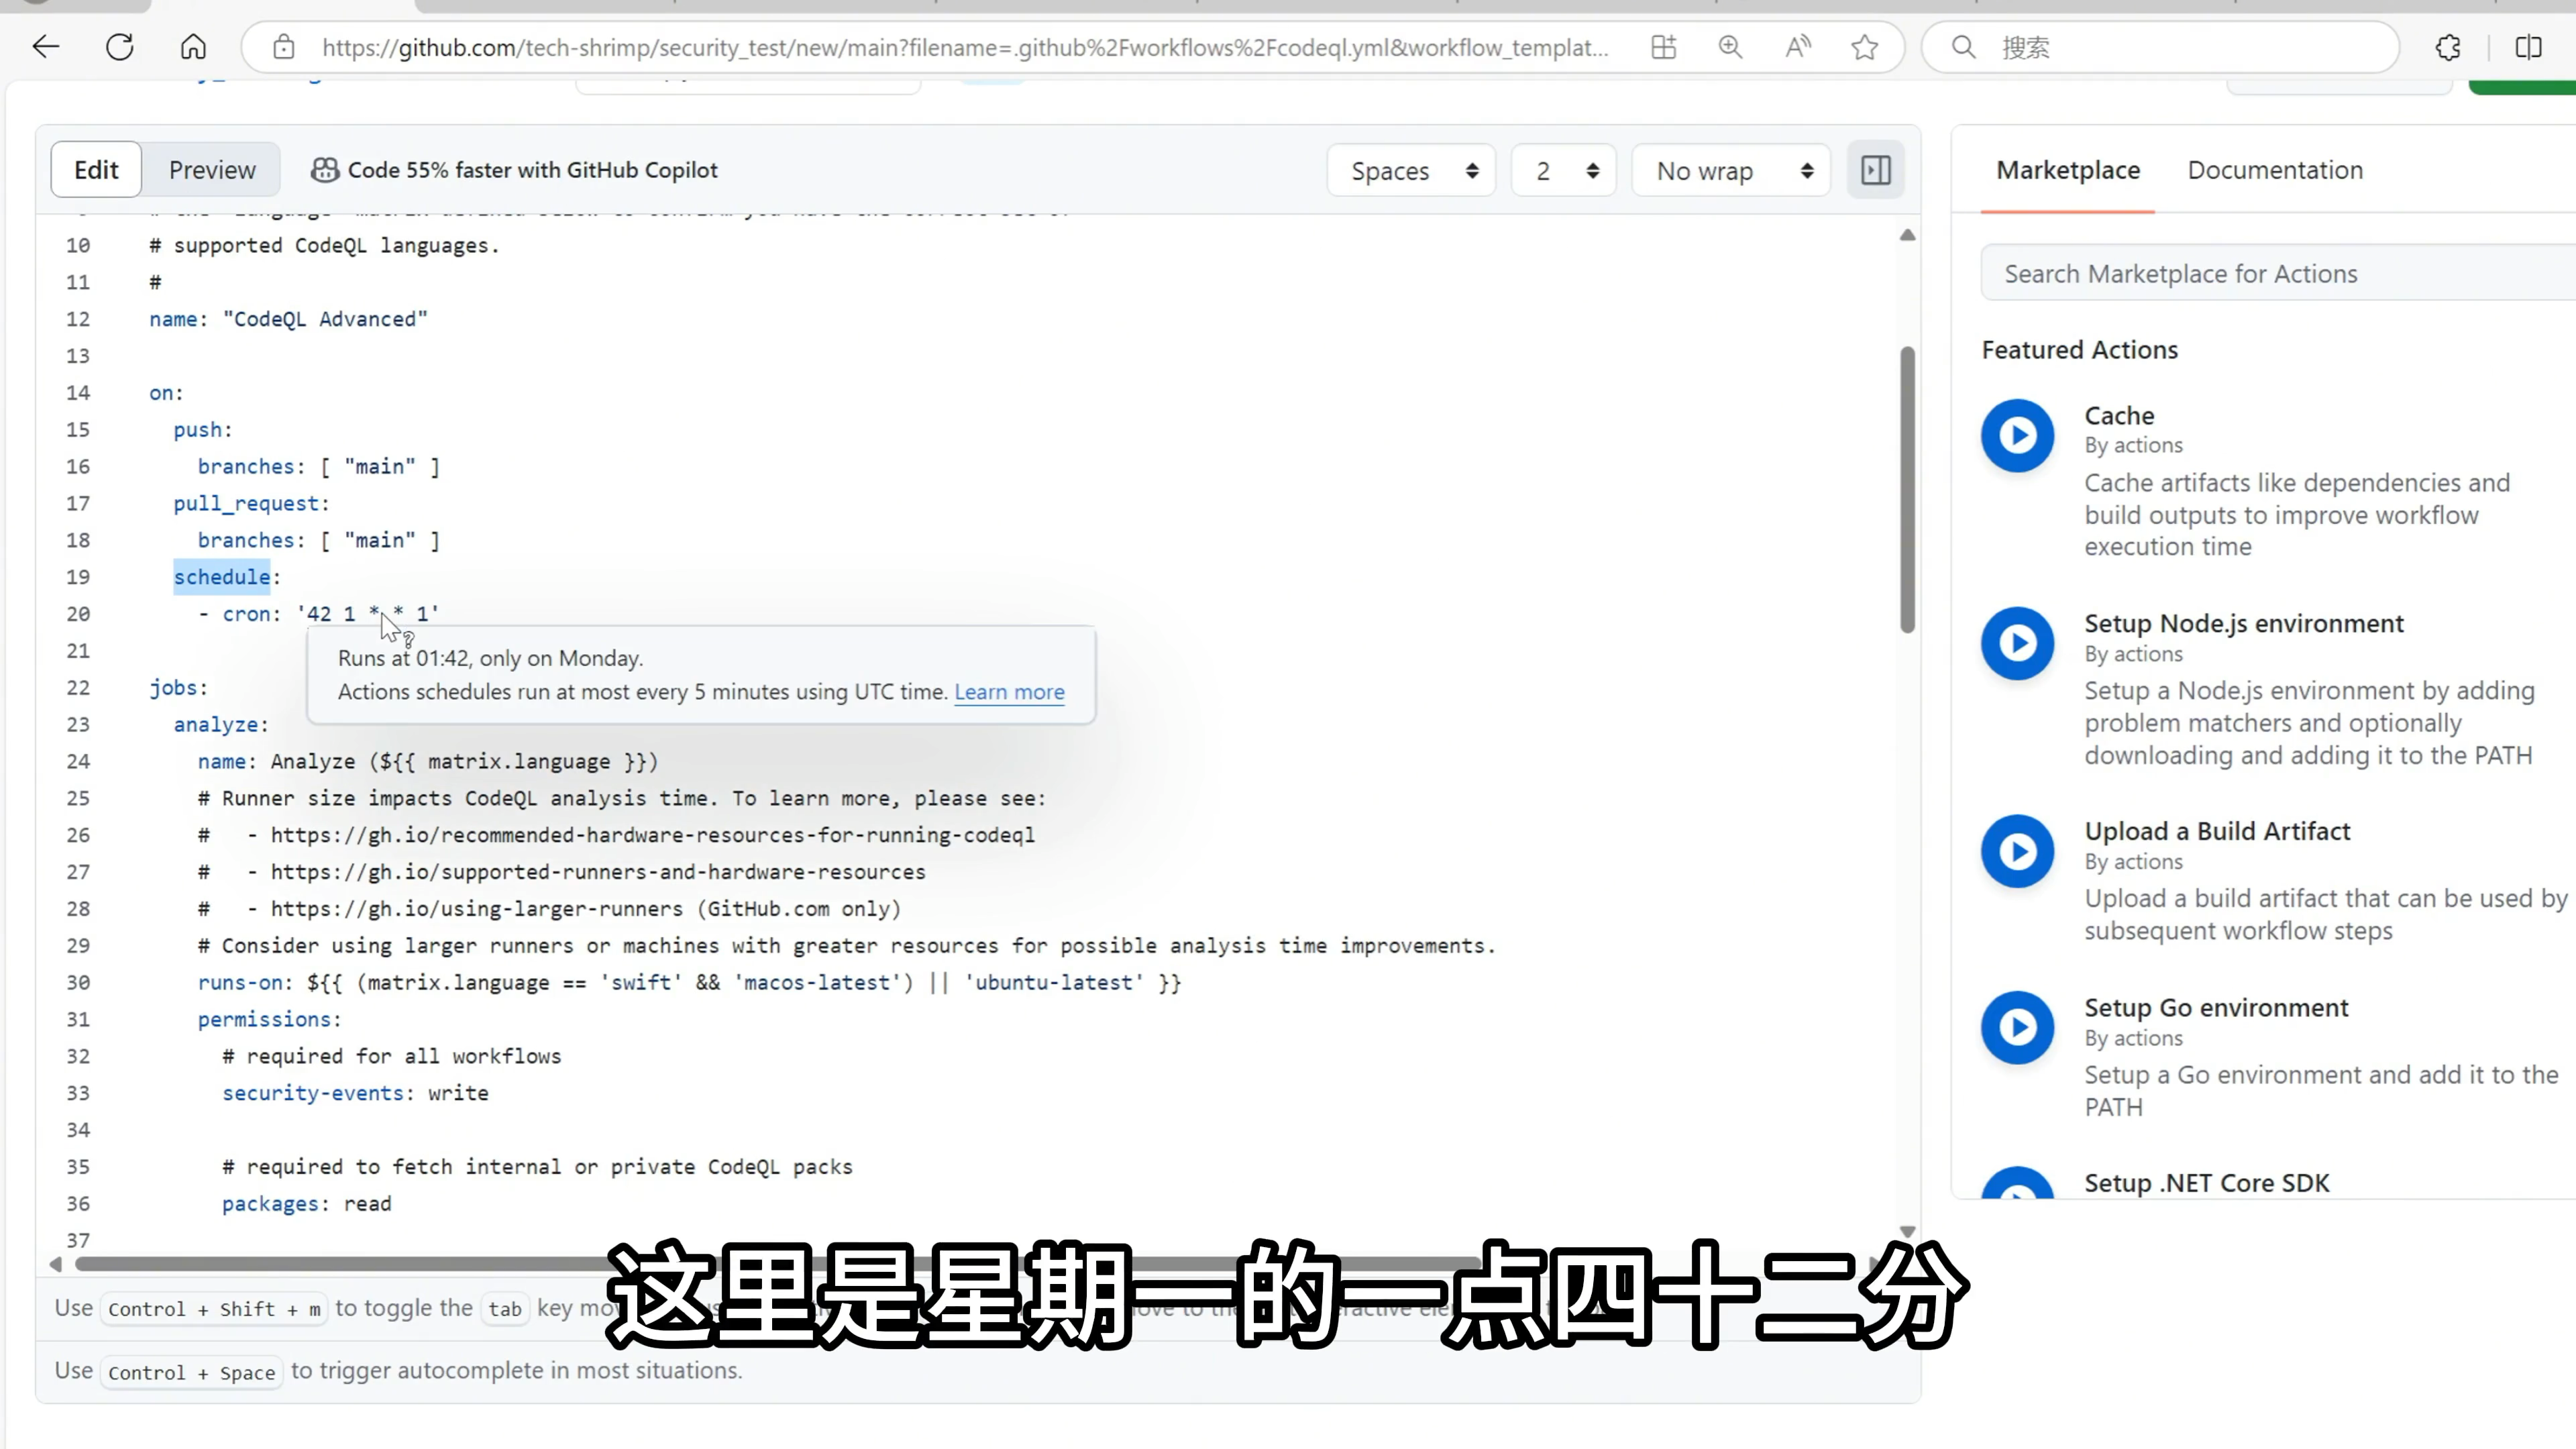 https://github.com/tech-shrimp/security_test/new/main?filename=.github%2Fworkflows%2Fcodeql.yml&workflow_templat...
搜索
Edit
Preview
Code 55% faster with GitHub Copilot
Spaces
2
No wrap
10 # supported CodeQL languages.
11 #
12 name: "CodeQL Advanced"
13
14 on:
15 push:
16 branches: [ "main" ]
17 pull_request:
18 branches: [ "main" ]
19 schedule:
20 - cron: '42 1 * * 1'
21
Runs at 01:42, only on Monday.
Actions schedules run at most every 5 minutes using UTC time. Learn more
22 jobs:
23 analyze:
24 name: Analyze (${{ matrix.language }})
25 # Runner size impacts CodeQL analysis time. To learn more, please see:
26 # - https://gh.io/recommended-hardware-resources-for-running-codeql
27 # - https://gh.io/supported-runners-and-hardware-resources
28 # - https://gh.io/using-larger-runners (GitHub.com only)
29 # Consider using larger runners or machines with greater resources for possible analysis time improvements.
30 runs-on: ${{ (matrix.language == 'swift' && 'macos-latest') || 'ubuntu-latest' }}
31 permissions:
32 # required for all workflows
33 security-events: write
34
35 # required to fetch internal or private CodeQL packs
36 packages: read
37
Use Control + Shift + m to toggle the tab key
Use Control + Space to trigger autocomplete in most situations.
这里是星期一的一点四十二分
Marketplace
Documentation
Search Marketplace for Actions
Featured Actions
Cache
By actions
Cache artifacts like dependencies and
build outputs to improve workflow
execution time
Setup Node.js environment
By actions
Setup a Node.js environment by adding
problem matchers and optionally
downloading and adding it to the PATH
Upload a Build Artifact
By actions
Upload a build artifact that can be used by
subsequent workflow steps
Setup Go environment
By actions
Setup a Go environment and add it to the
PATH
Setup .NET Core SDK